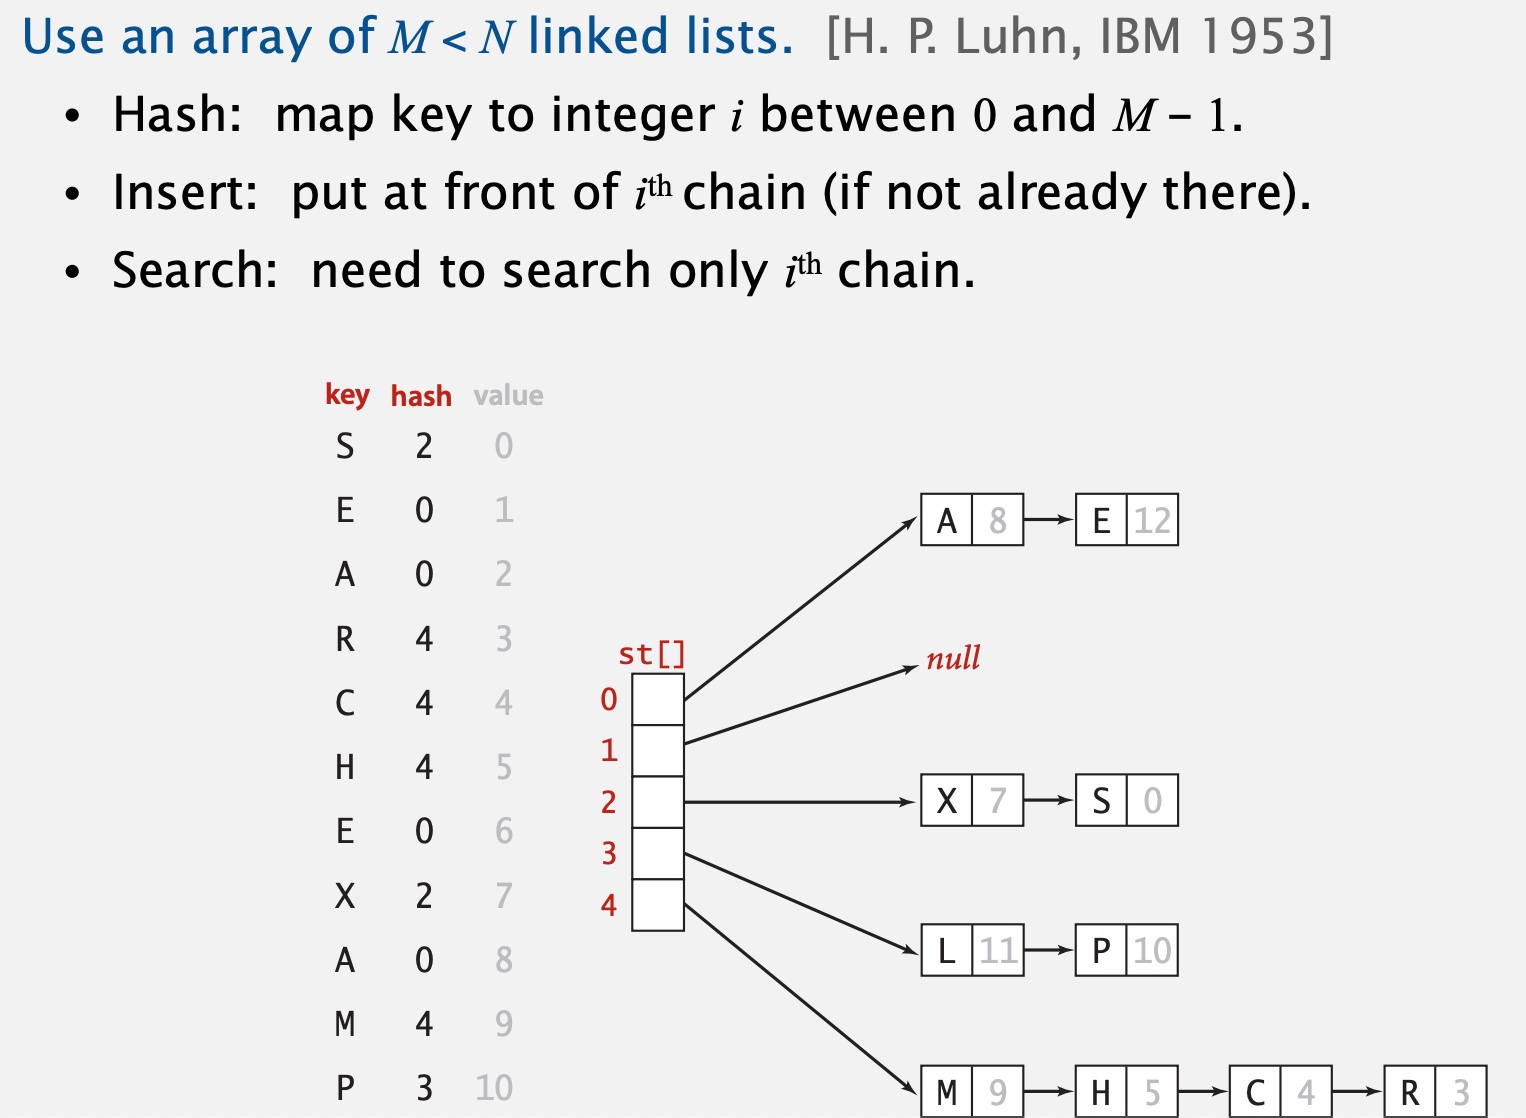 Use an array of M < N linked lists. [H. P. Luhn, IBM 1953]
• Hash: map key to integer i between 0 and M – 1.
• Insert: put at front of ith chain (if not already there).
• Search: need to search only ith chain.
key hash value
S 2 0
E 0 1
A 0 2
R 4 3
C 4 4
H 4 5
E 0 6
X 2 7
A 0 8
M 4 9
P 3 10
st[]
0
1
2
3
4
A 8 E 12
null
X 7 S 0
L 11 P 10
M 9 H 5 C 4 R 3